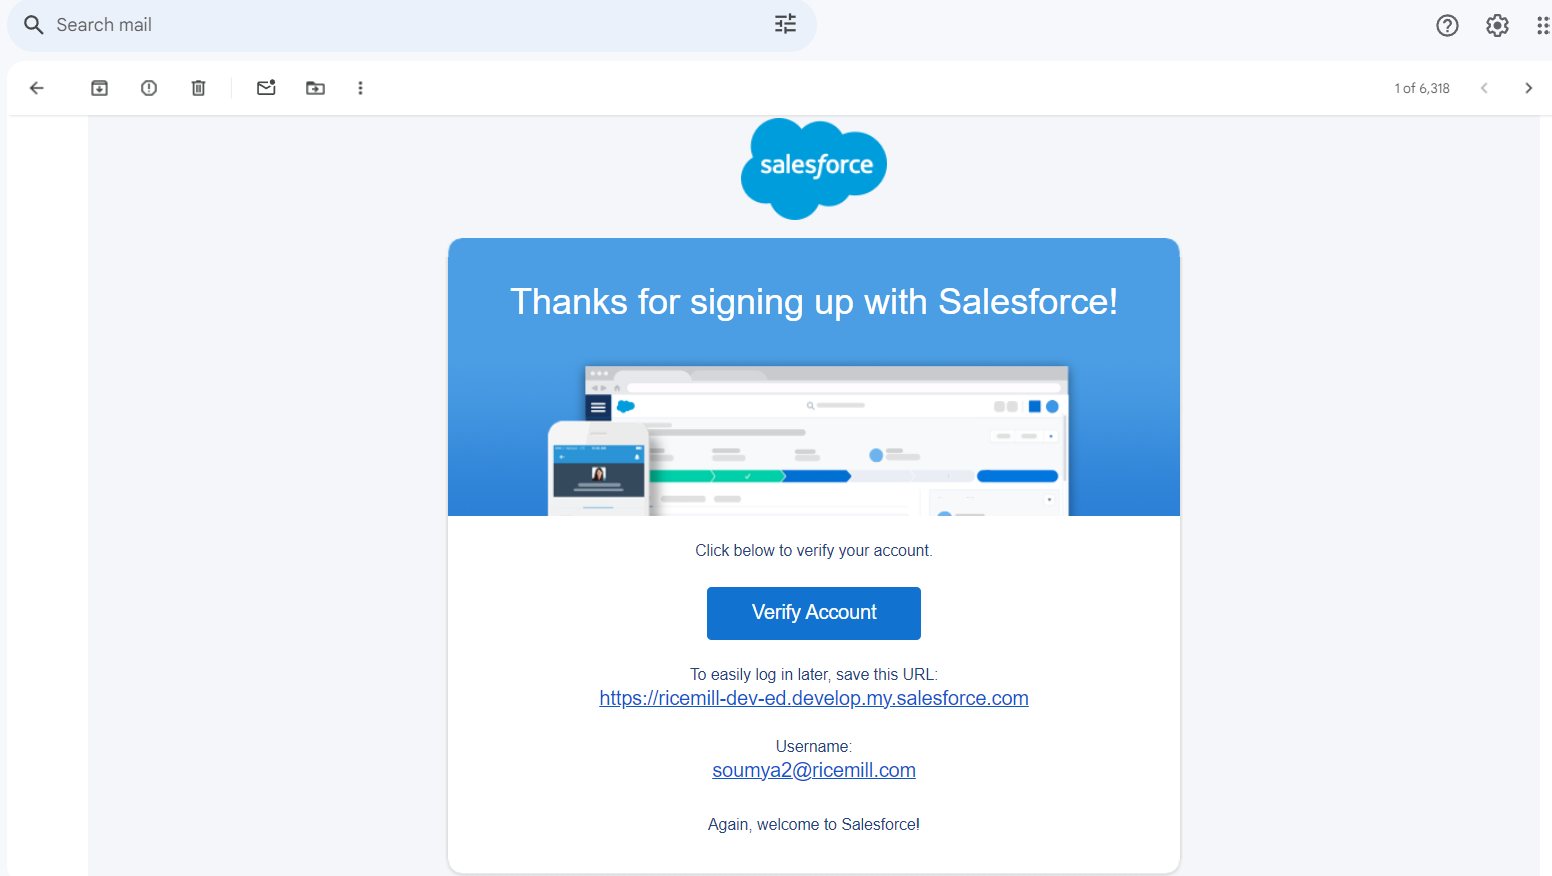 Search mail
1 of 6,318
salesforce
Thanks for signing up with Salesforce!
Click below to verify your account.
Verify Account
To easily log in later, save this URL:
https://ricemill-dev-ed.develop.my.salesforce.com
Username:
soumya2@ricemill.com
Again, welcome to Salesforce!